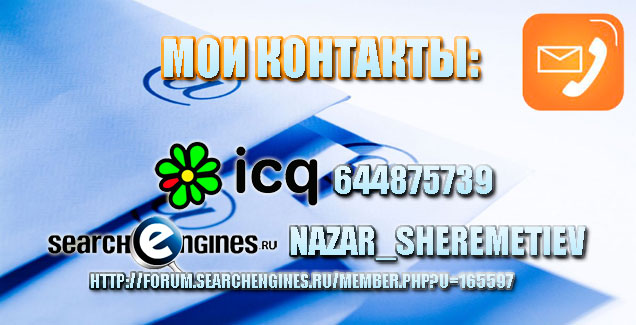 МОИ КОНТАКТЫ:
icq 644875739
searchengines.ru NAZAR_SHEREMETIEV
HTTP://FORUM.SEARCHENGINES.RU/MEMBER.PHP?U=165597